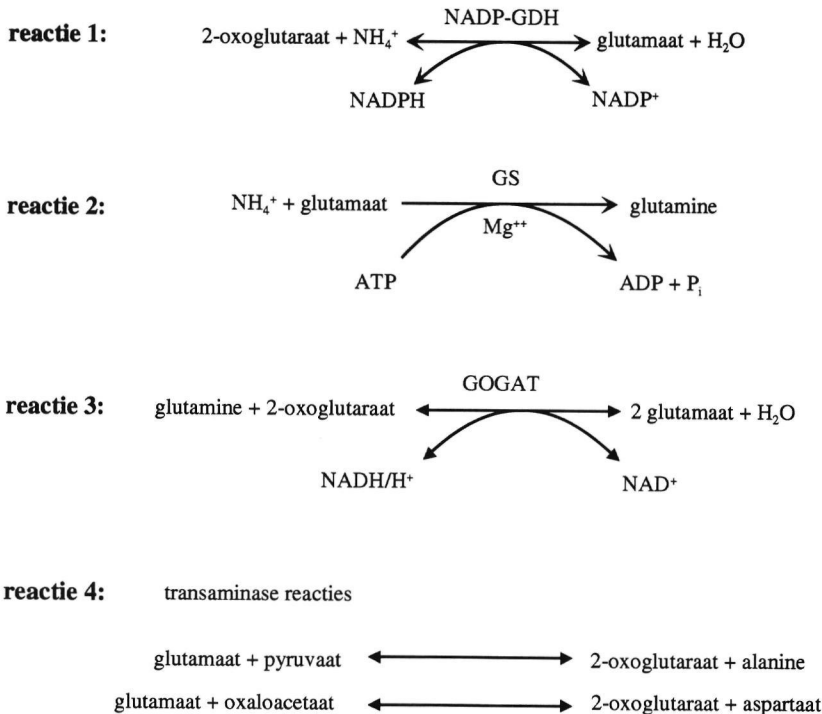 NADP-GDH
reactie 1: 2-oxoglutaraat + NH₄⁺ glutamaat + H₂O
NADPH NADP⁺
GS
reactie 2: NH₄⁺ + glutamaat glutamine
Mg⁺⁺
ATP ADP + Pᵢ
GOGAT
reactie 3: glutamine + 2-oxoglutaraat 2 glutamaat + H₂O
NADH/H⁺ NAD⁺
reactie 4: transaminase reacties
glutamaat + pyruvaat 2-oxoglutaraat + alanine
glutamaat + oxaloacetaat 2-oxoglutaraat + aspartaat